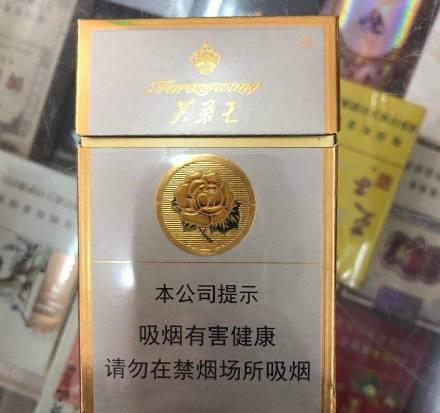 Furongwang
芙蓉王
本公司提示
吸烟有害健康
请勿在禁烟场所吸烟